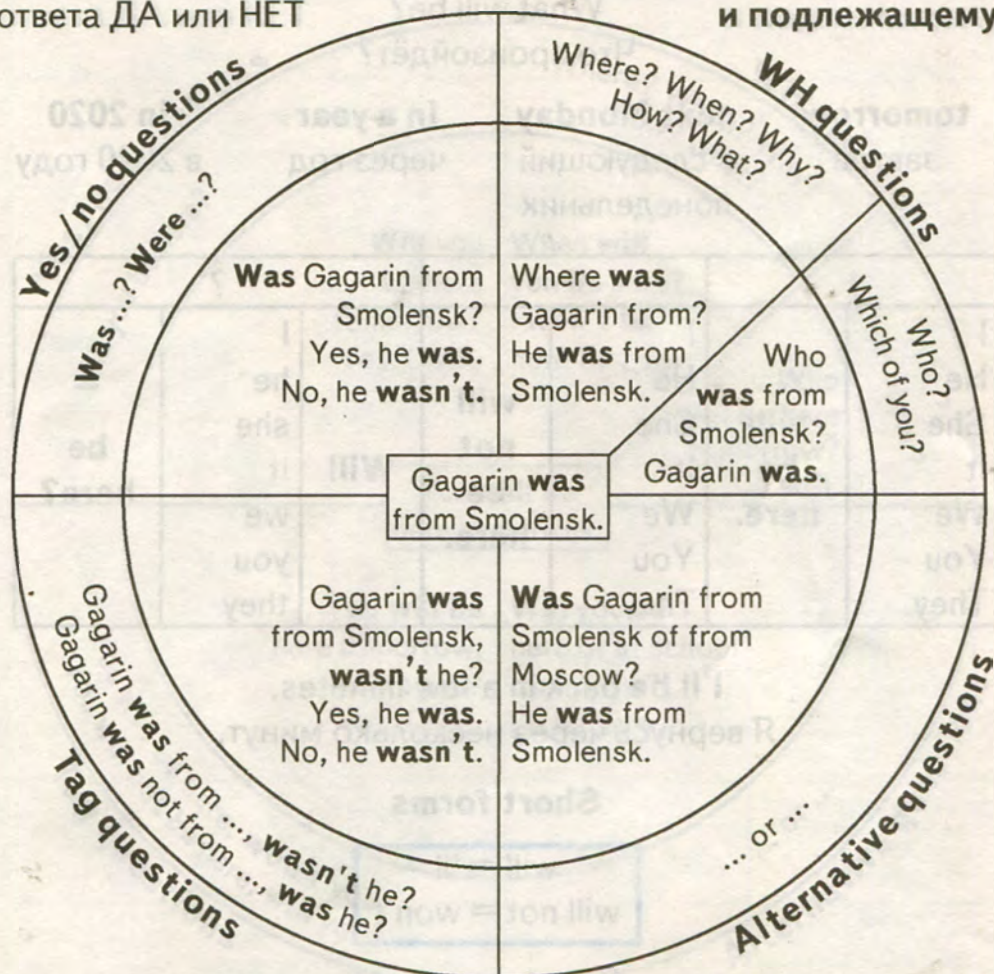 ответа ДА или НЕТ
и подлежащему
Yes/no questions
Was ...? Were ...?
Was Gagarin from
Smolensk?
Yes, he was.
No, he wasn't.
WH questions
Where? When? Why?
How? What?
Where was
Gagarin from?
He was from
Smolensk.
Who?
Which of you?
Who
was from
Smolensk?
Gagarin was.
Gagarin was
from Smolensk.
Tag questions
Gagarin was from ..., wasn't he?
Gagarin was not from ..., was he?
Gagarin was
from Smolensk,
wasn't he?
Yes, he was.
No, he wasn't.
Was Gagarin from
Smolensk of from
Moscow?
He was from
Smolensk.
... or ...
Alternative questions